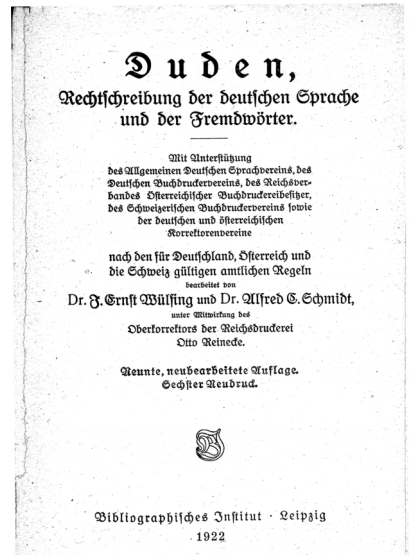 Duden,
Rechtschreibung der deutschen Sprache
und der Fremdwörter.
Mit Unterstützung
des Allgemeinen Deutschen Sprachvereins, des
Deutschen Buchdruckervereins, des Reichsver-
bandes Österreichischer Buchdruckereibesitzer,
des Schweizerischen Buchdruckervereins sowie
der deutschen und österreichischen
Korrektorenvereine
nach den für Deutschland, Österreich und
die Schweiz gültigen amtlichen Regeln
bearbeitet von
Dr. J. Ernst Wülfing und Dr. Alfred C. Schmidt,
unter Mitwirkung des
Oberkorrektors der Reichsdruckerei
Otto Reinecke.
Neunte, neubearbeitete Auflage.
Sechster Neudruck.
Bibliographisches Institut · Leipzig
1922